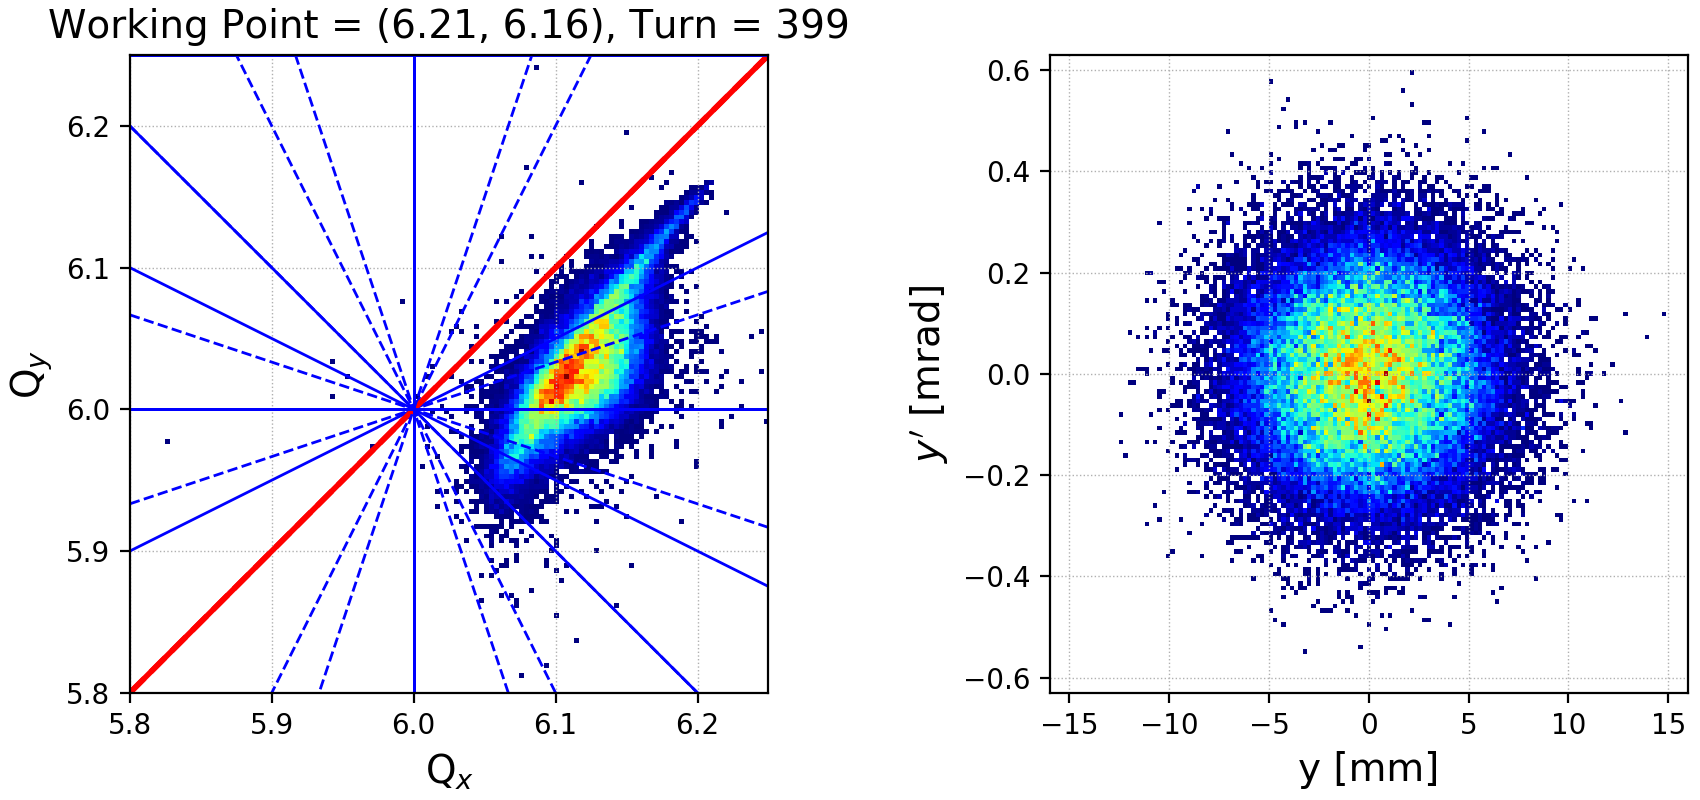 Working Point = (6.21, 6.16), Turn = 399
6.2
6.1
6.0
5.9
5.8
Qy
5.8 5.9 6.0 6.1 6.2
Qx
0.6
0.4
0.2
0.0
−0.2
−0.4
−0.6
y′ [mrad]
−15 −10 −5 0 5 10 15
y [mm]